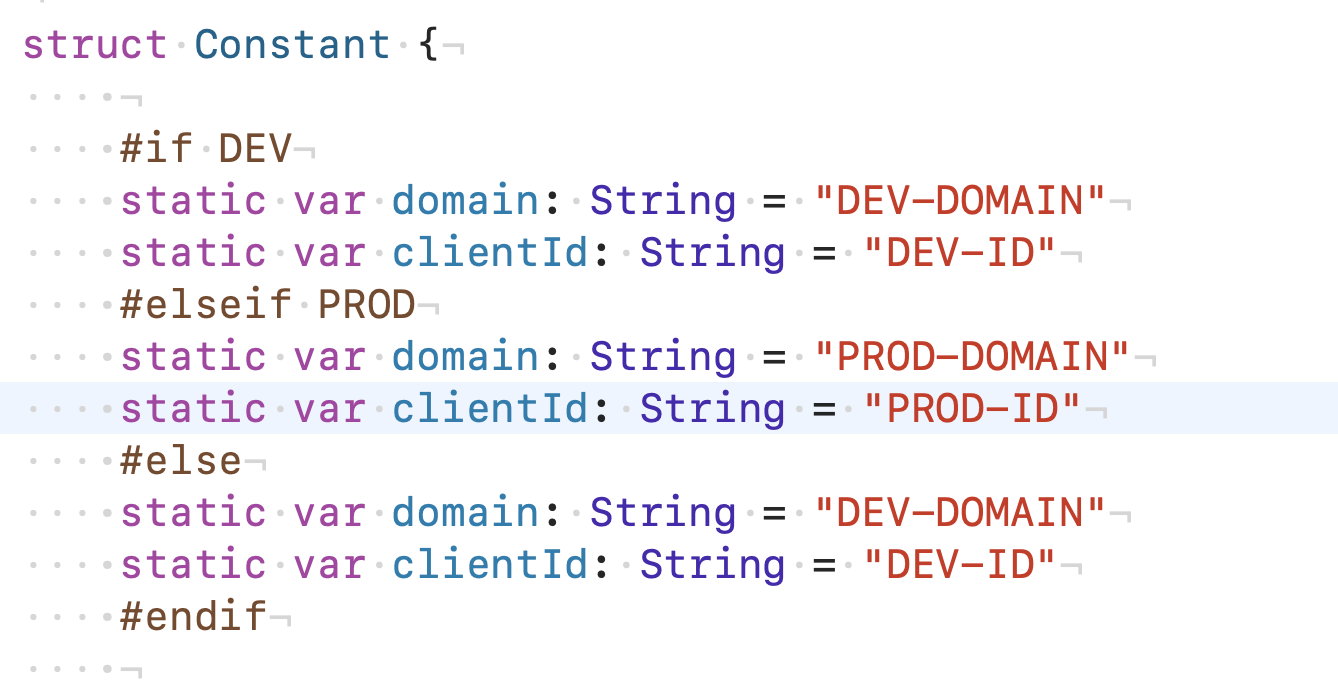 struct Constant {
#if DEV
static var domain: String = "DEV-DOMAIN"
static var clientId: String = "DEV-ID"
#elseif PROD
static var domain: String = "PROD-DOMAIN"
static var clientId: String = "PROD-ID"
#else
static var domain: String = "DEV-DOMAIN"
static var clientId: String = "DEV-ID"
#endif